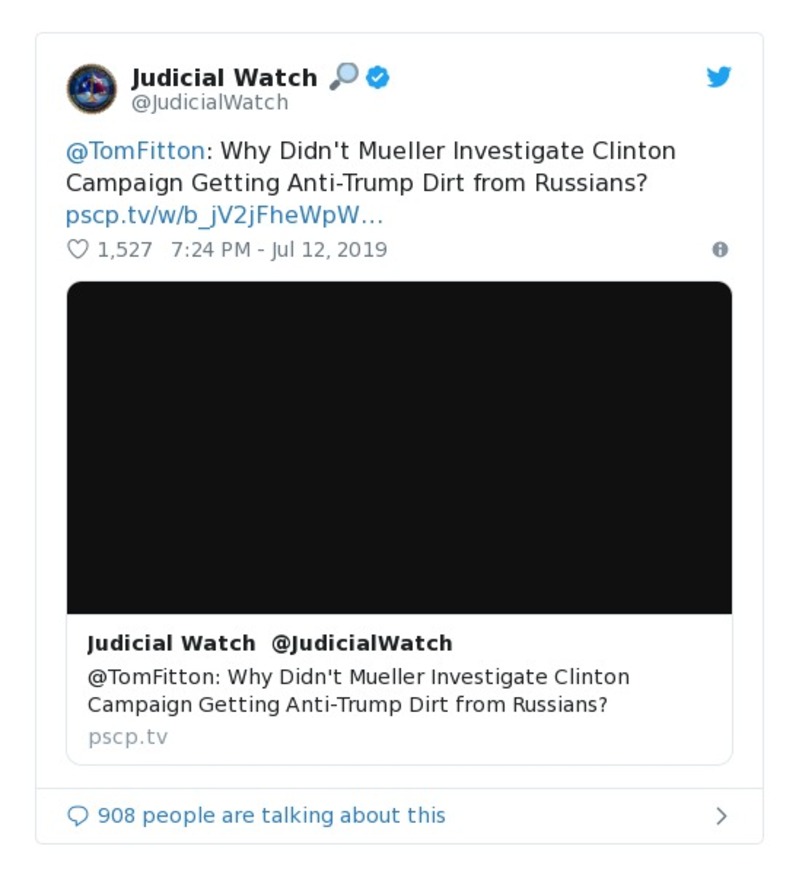 Judicial Watch
@JudicialWatch
@TomFitton: Why Didn't Mueller Investigate Clinton
Campaign Getting Anti-Trump Dirt from Russians?
pscp.tv/w/b_jV2jFheWpW…
1,527 7:24 PM - Jul 12, 2019
Judicial Watch @JudicialWatch
@TomFitton: Why Didn't Mueller Investigate Clinton
Campaign Getting Anti-Trump Dirt from Russians?
pscp.tv
908 people are talking about this